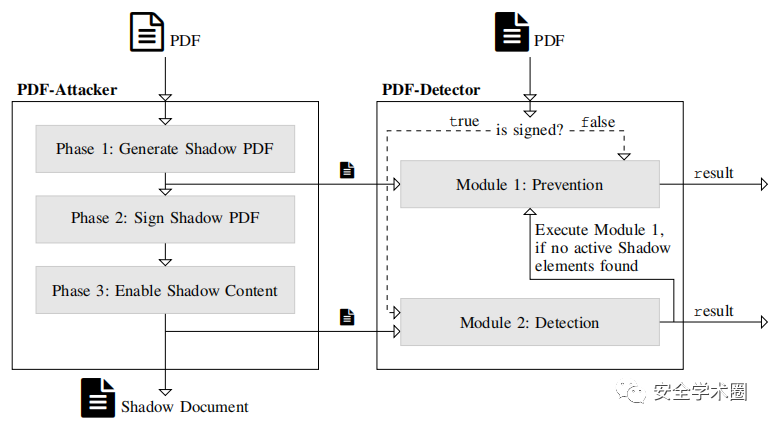 PDF
PDF
PDF-Attacker
PDF-Detector
true
is signed?
false
Phase 1: Generate Shadow PDF
Module 1: Prevention
result
Phase 2: Sign Shadow PDF
Execute Module 1,
if no active Shadow
elements found
Phase 3: Enable Shadow Content
Module 2: Detection
result
Shadow Document
安全学术圈